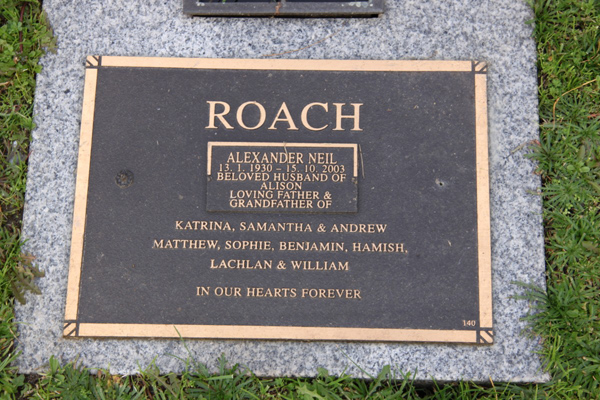 ROACH
ALEXANDER NEIL
13. 1. 1930 – 15. 10. 2003
BELOVED HUSBAND OF
ALISON
LOVING FATHER &
GRANDFATHER OF
KATRINA, SAMANTHA & ANDREW
MATTHEW, SOPHIE, BENJAMIN, HAMISH,
LACHLAN & WILLIAM
IN OUR HEARTS FOREVER
140